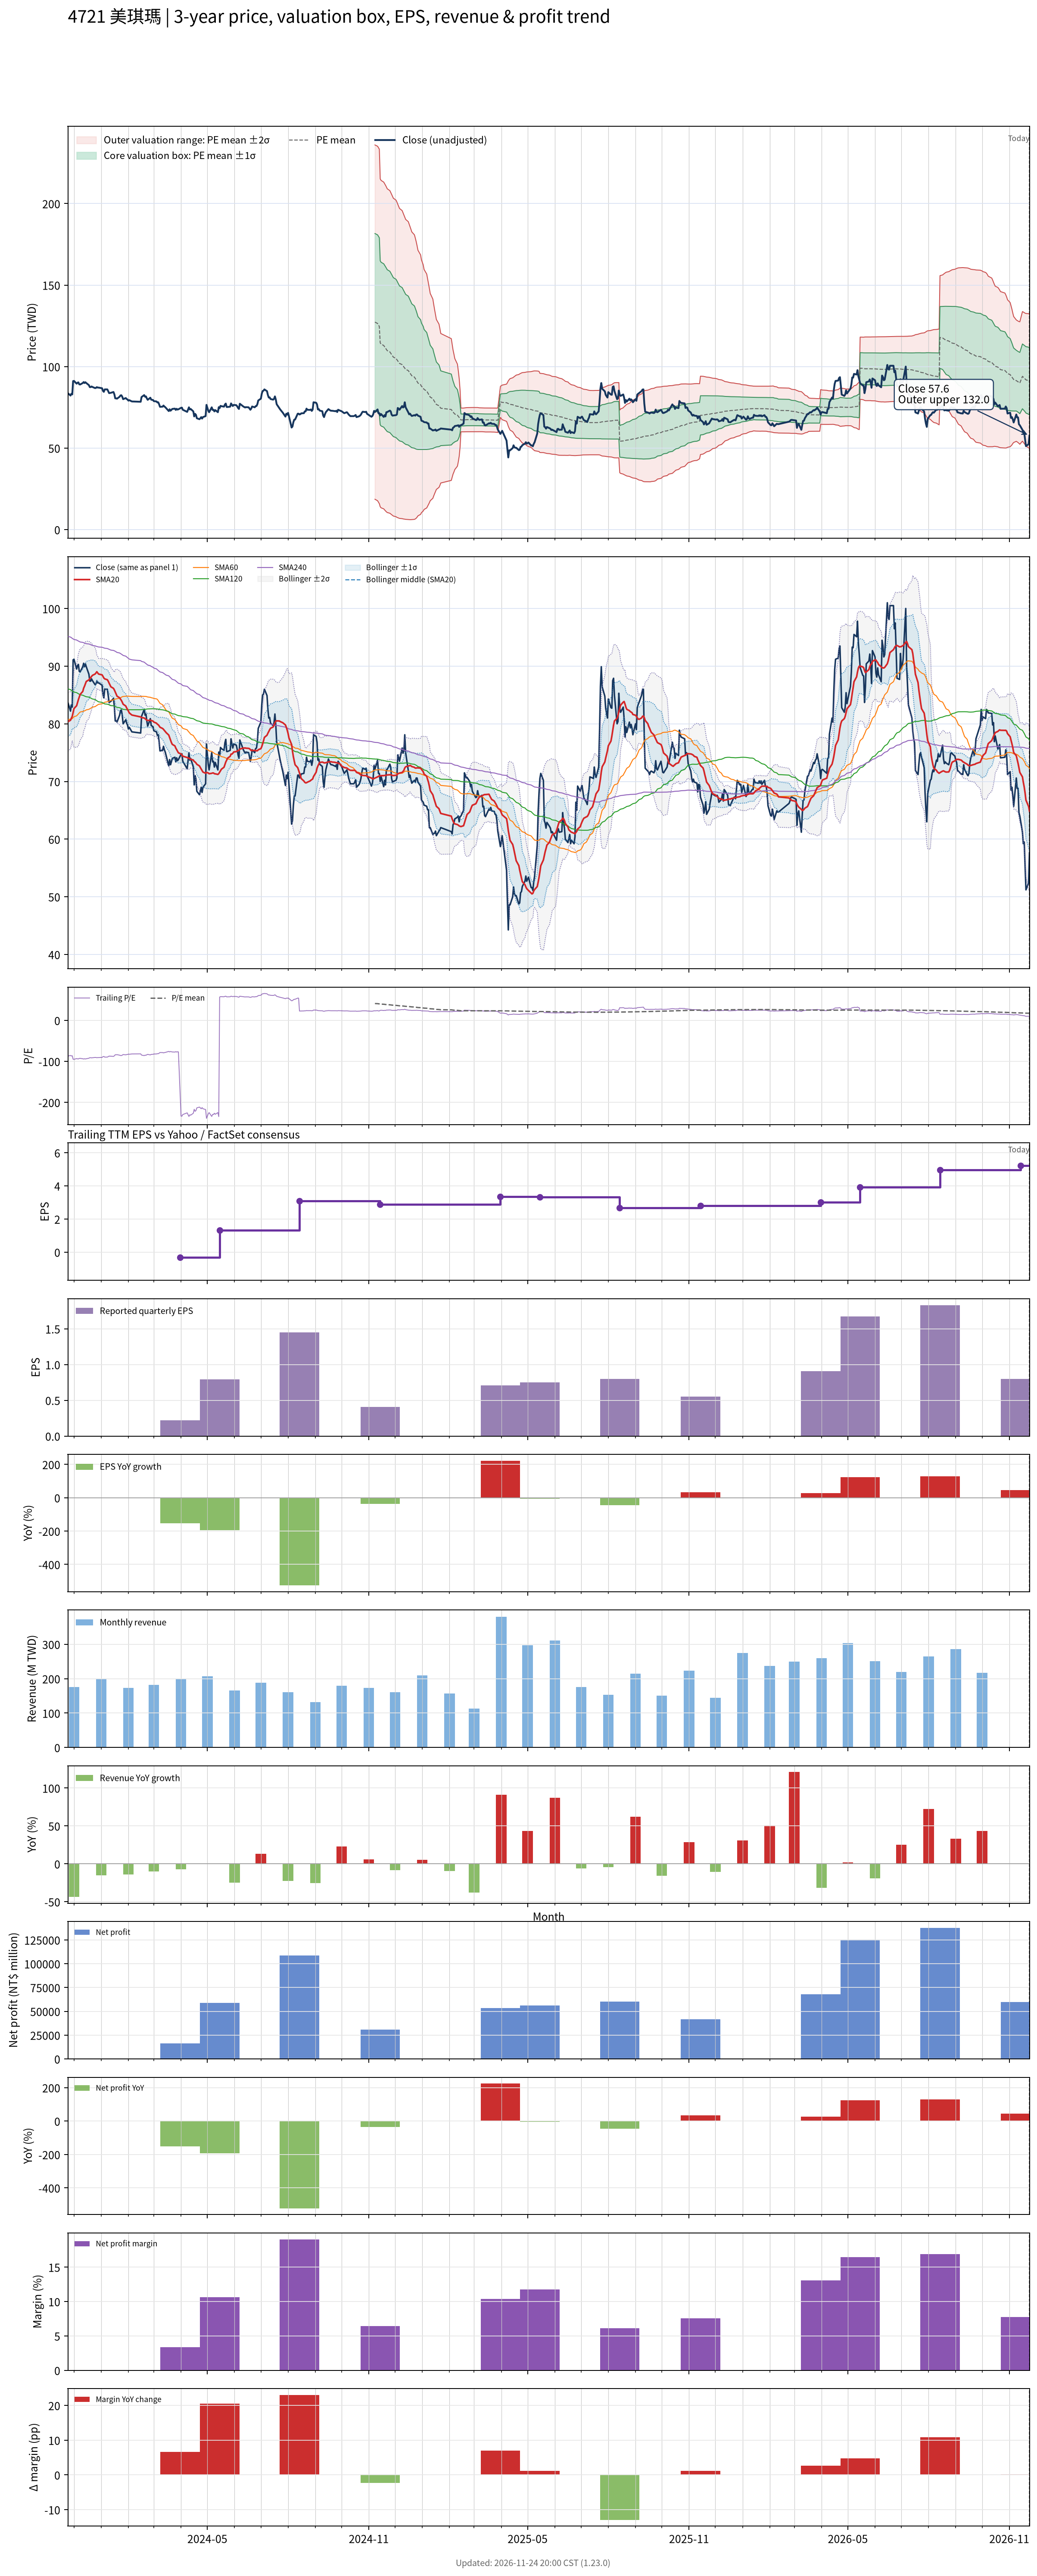 4721 美琪瑪 | 3-year price, valuation box, EPS, revenue & profit trend
Outer valuation range: PE mean ±2σ
Core valuation box: PE mean ±1σ
PE mean
Close (unadjusted)
Today
200
150
100
50
0
Price (TWD)
Close 57.6
Outer upper 132.0
Close (same as panel 1)
SMA20
SMA60
SMA120
SMA240
Bollinger ±2σ
Bollinger ±1σ
Bollinger middle (SMA20)
100
90
80
70
60
50
40
Price
Trailing P/E
P/E mean
0
-100
-200
P/E
Trailing TTM EPS vs Yahoo / FactSet consensus
Today
6
4
2
0
EPS
Reported quarterly EPS
1.5
1.0
0.5
0.0
EPS
EPS YoY growth
200
0
-200
-400
YoY (%)
Monthly revenue
300
200
100
0
Revenue (M TWD)
Revenue YoY growth
100
50
0
-50
YoY (%)
Month
Net profit
125000
100000
75000
50000
25000
0
Net profit (NT$ million)
Net profit YoY
200
0
-200
-400
YoY (%)
Net profit margin
15
10
5
0
Margin (%)
Margin YoY change
20
10
0
-10
Δ margin (pp)
2024-05
2024-11
2025-05
2025-11
2026-05
2026-11
Updated: 2026-11-24 20:00 CST (1.23.0)